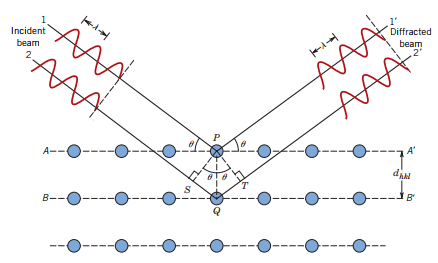 1
Incident
beam
2
λ
λ
1'
Diffracted
beam
2'
P
θ
θ
A
A'
θ
θ
d_hkl
S
T
B
B'
Q